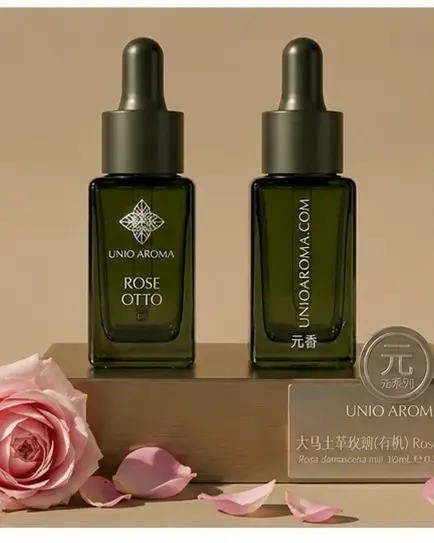 UNIO AROMA
ROSE
OTTO
UNIOAROMA.COM
元香
元
元系列
UNIO AROM
大马士革玫瑰(有机) Rose
Rosa damascena mill 10mL ℮ 0.